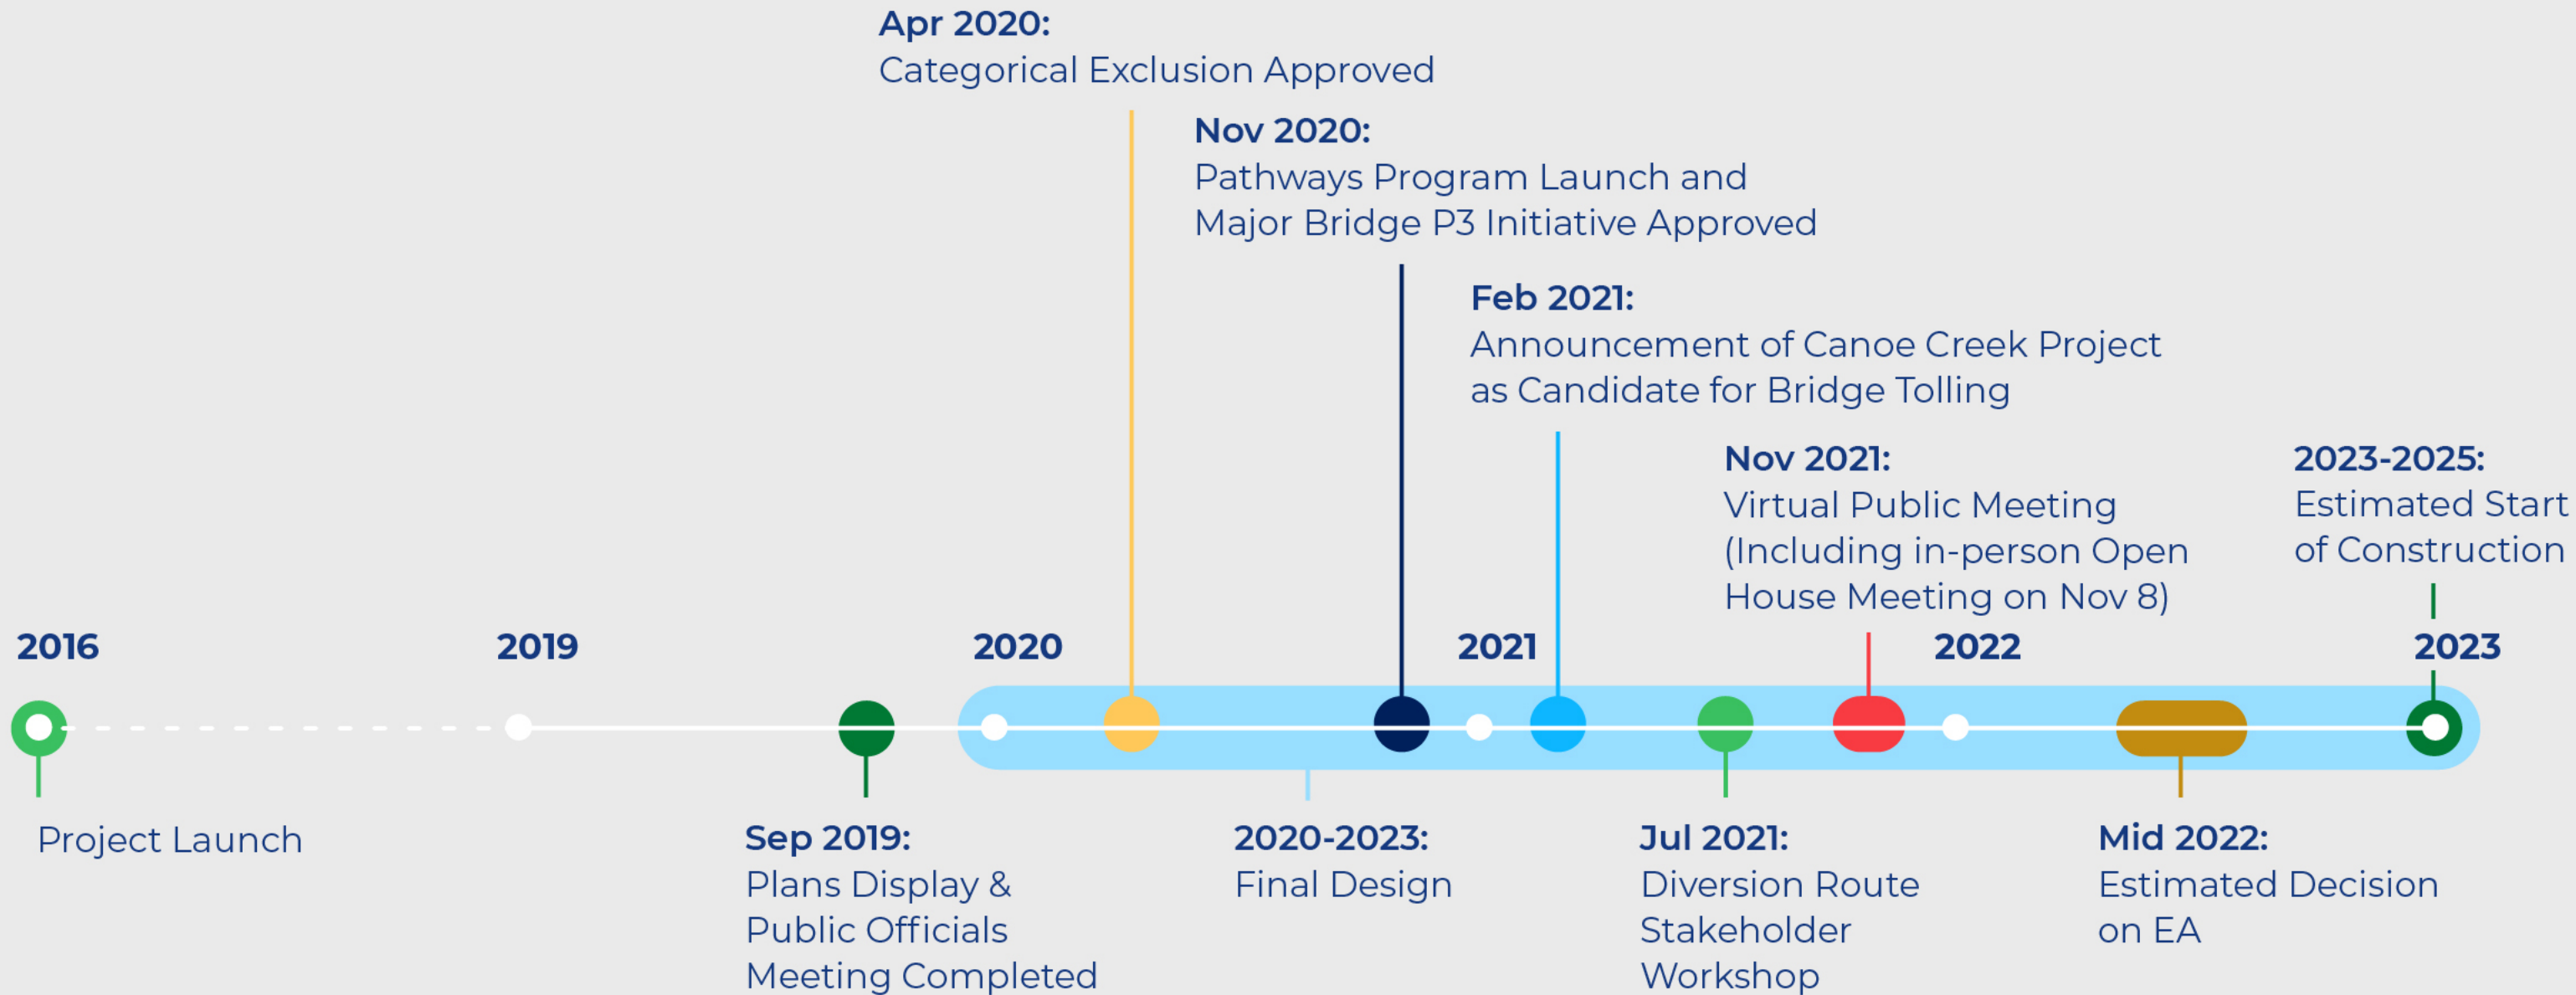 Apr 2020:
Categorical Exclusion Approved
Nov 2020:
Pathways Program Launch and
Major Bridge P3 Initiative Approved
Feb 2021:
Announcement of Canoe Creek Project
as Candidate for Bridge Tolling
Nov 2021:
Virtual Public Meeting
(Including in-person Open
House Meeting on Nov 8)
2023-2025:
Estimated Start
of Construction
2016
2019
2020
2021
2022
2023
Project Launch
Sep 2019:
Plans Display &
Public Officials
Meeting Completed
2020-2023:
Final Design
Jul 2021:
Diversion Route
Stakeholder
Workshop
Mid 2022:
Estimated Decision
on EA